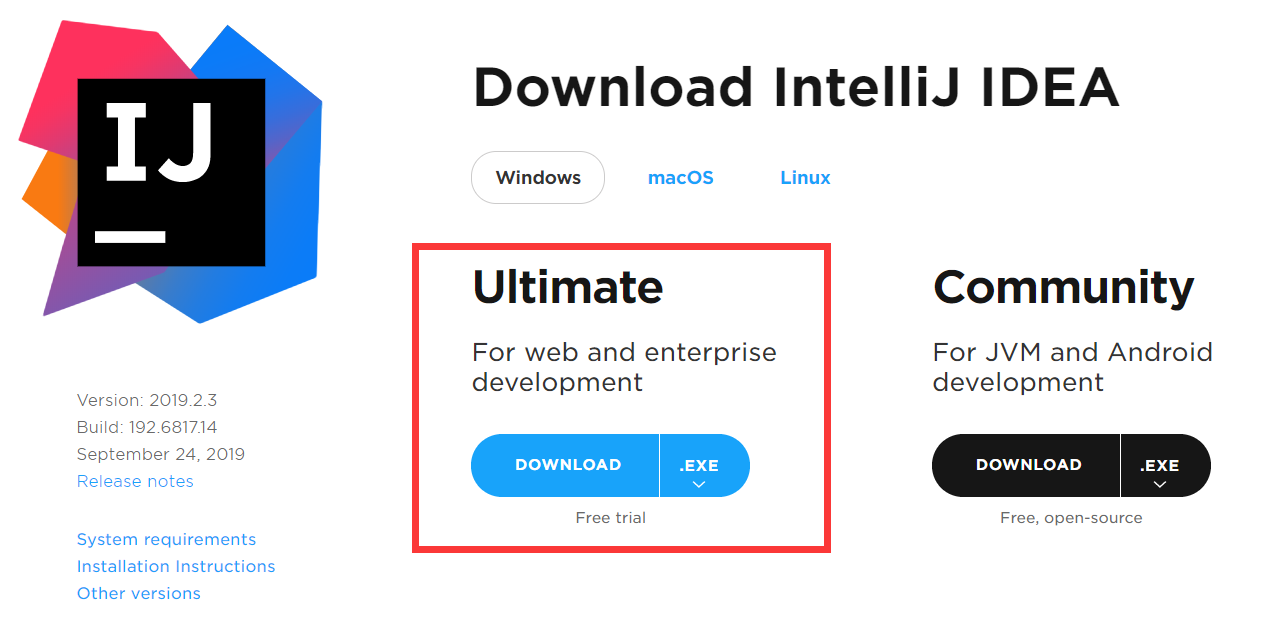 IJ
Download IntelliJ IDEA
Windows
macOS
Linux
Ultimate
For web and enterprise
development
DOWNLOAD
.EXE
Free trial
Community
For JVM and Android
development
DOWNLOAD
.EXE
Free, open-source
Version: 2019.2.3
Build: 192.6817.14
September 24, 2019
Release notes
System requirements
Installation Instructions
Other versions